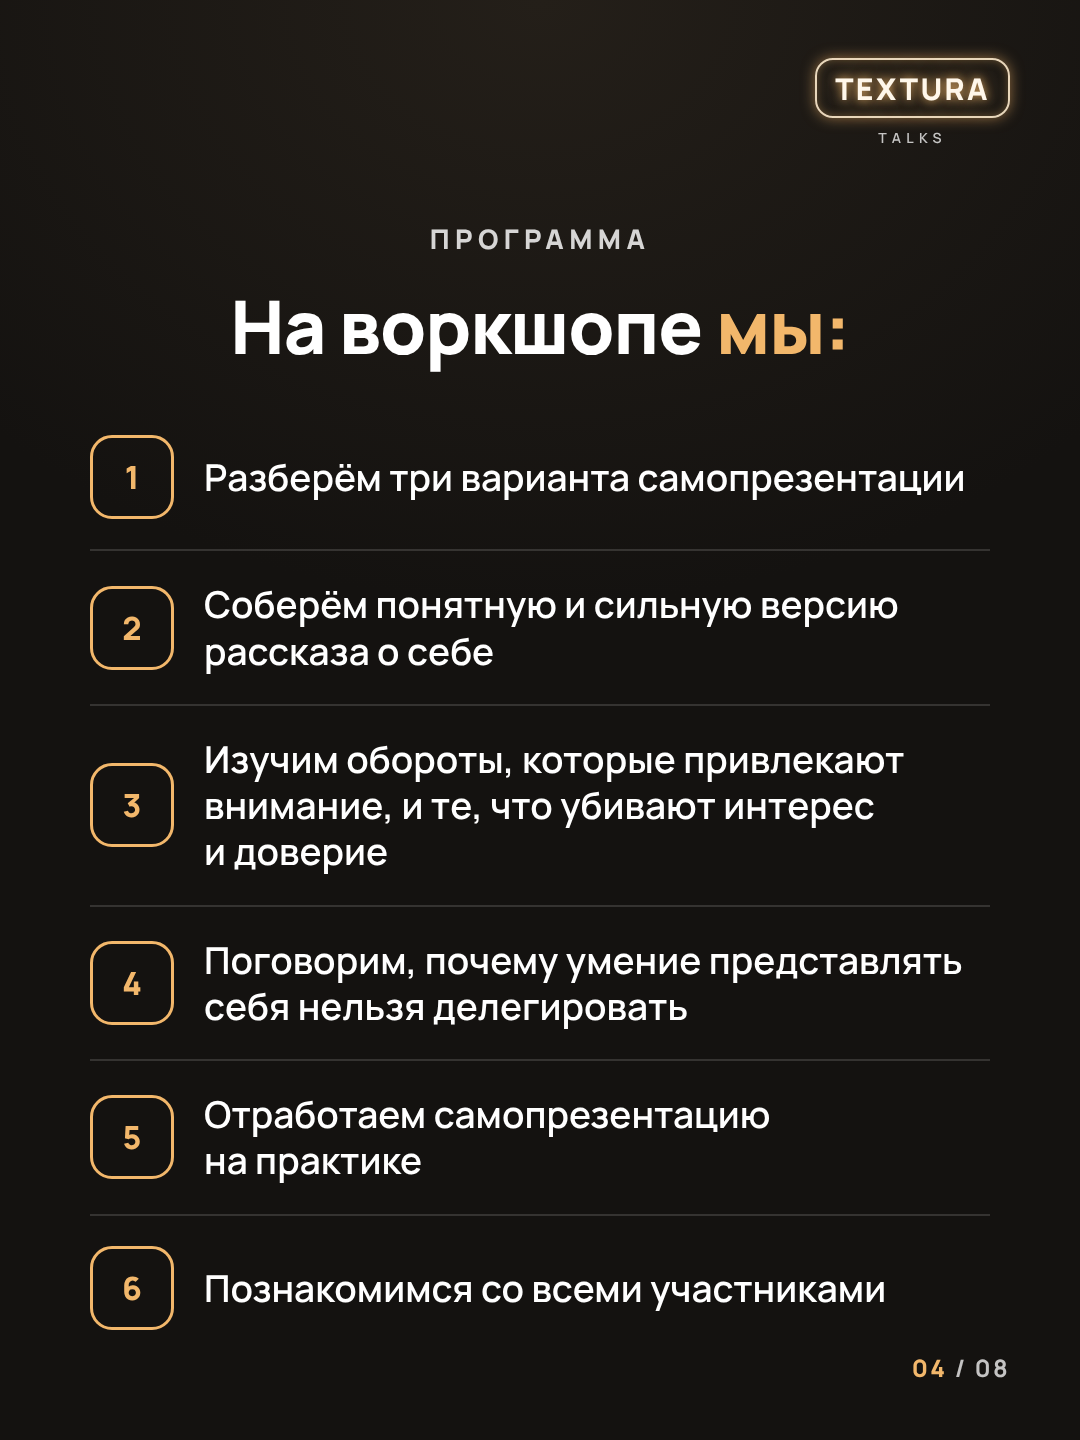 TEXTURA
TALKS
ПРОГРАММА
На воркшопе мы:
1
Разберём три варианта самопрезентации
2
Соберём понятную и сильную версию
рассказа о себе
3
Изучим обороты, которые привлекают
внимание, и те, что убивают интерес
и доверие
4
Поговорим, почему умение представлять
себя нельзя делегировать
5
Отработаем самопрезентацию
на практике
6
Познакомимся со всеми участниками
04 / 08